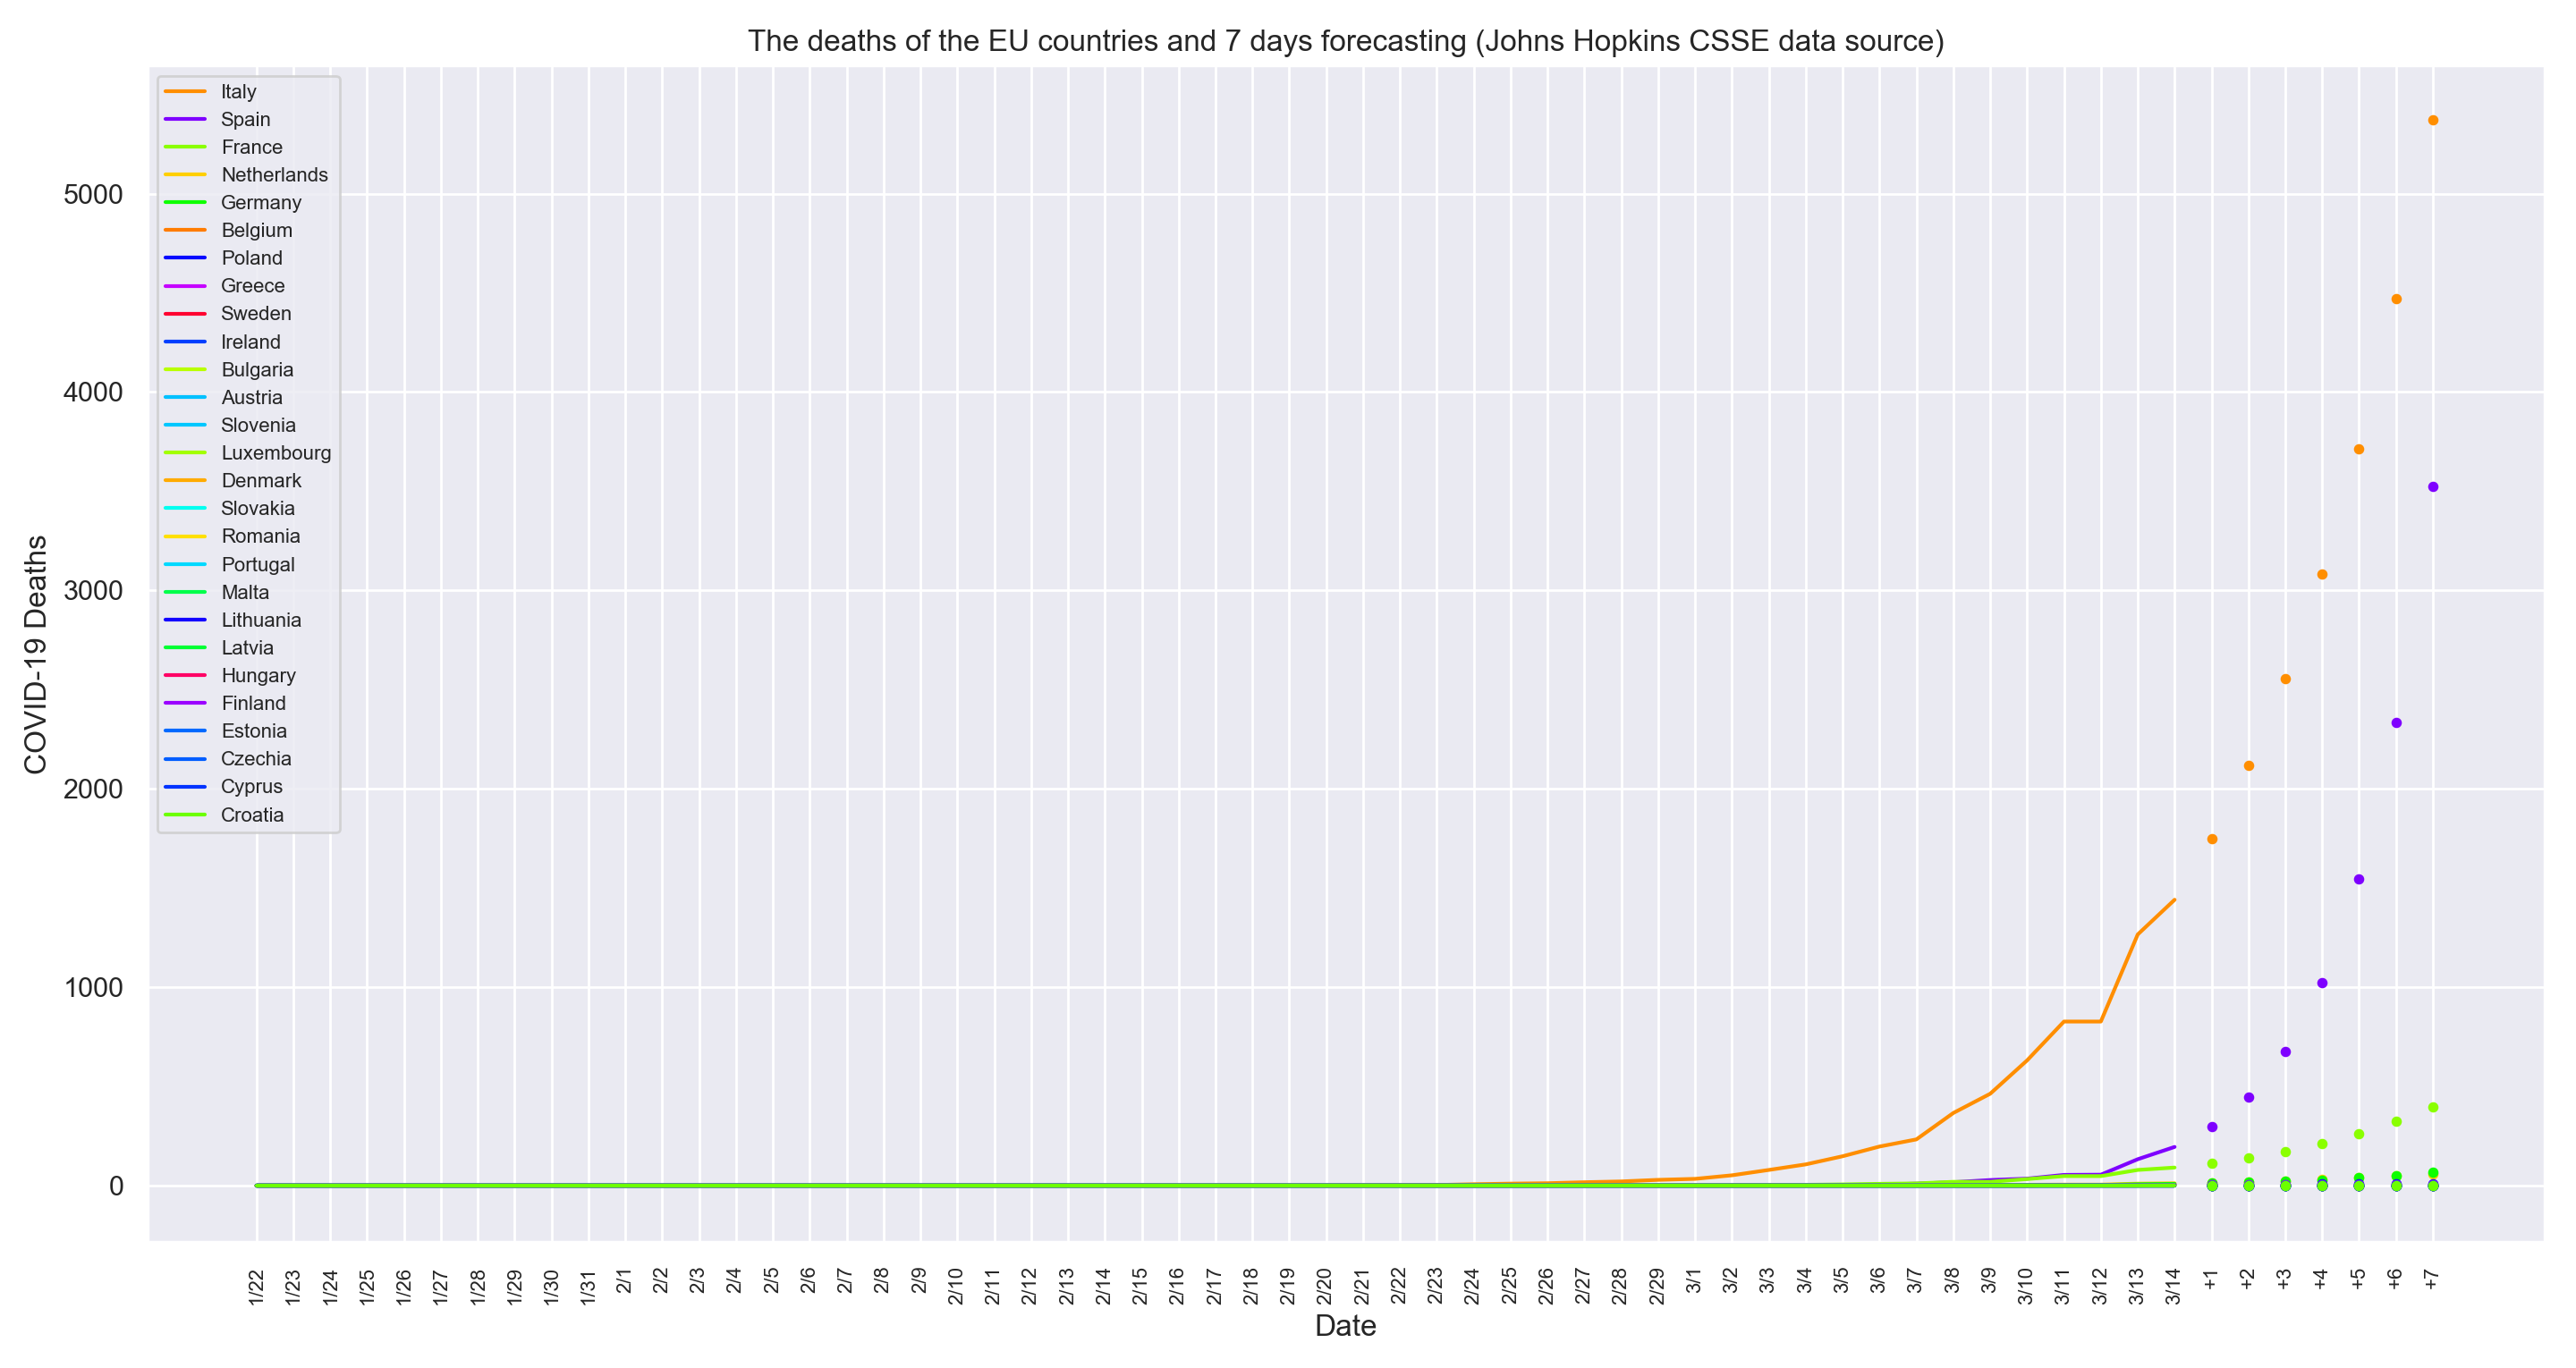 The deaths of the EU countries and 7 days forecasting (Johns Hopkins CSSE data source)
Italy
Spain
France
Netherlands
Germany
Belgium
Poland
Greece
Sweden
Ireland
Bulgaria
Austria
Slovenia
Luxembourg
Denmark
Slovakia
Romania
Portugal
Malta
Lithuania
Latvia
Hungary
Finland
Estonia
Czechia
Cyprus
Croatia
COVID-19 Deaths
5000
4000
3000
2000
1000
0
1/22
1/23
1/24
1/25
1/26
1/27
1/28
1/29
1/30
1/31
2/1
2/2
2/3
2/4
2/5
2/6
2/7
2/8
2/9
2/10
2/11
2/12
2/13
2/14
2/15
2/16
2/17
2/18
2/19
2/20
2/21
2/22
2/23
2/24
2/25
2/26
2/27
2/28
2/29
3/1
3/2
3/3
3/4
3/5
3/6
3/7
3/8
3/9
3/10
3/11
3/12
3/13
3/14
+1
+2
+3
+4
+5
+6
+7
Date